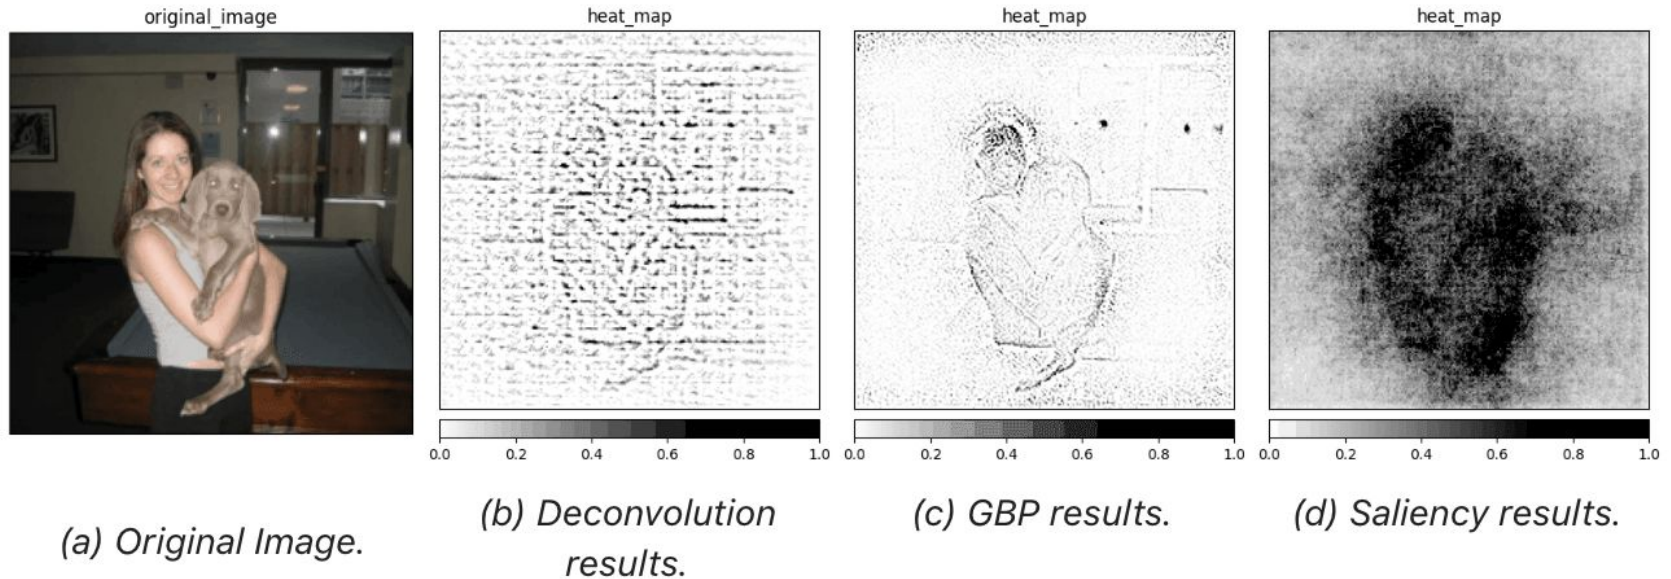 original_image
heat_map
heat_map
heat_map
0.0 0.2 0.4 0.6 0.8 1.0
0.0 0.2 0.4 0.6 0.8 1.0
0.0 0.2 0.4 0.6 0.8 1.0
(a) Original Image.
(b) Deconvolution
results.
(c) GBP results.
(d) Saliency results.